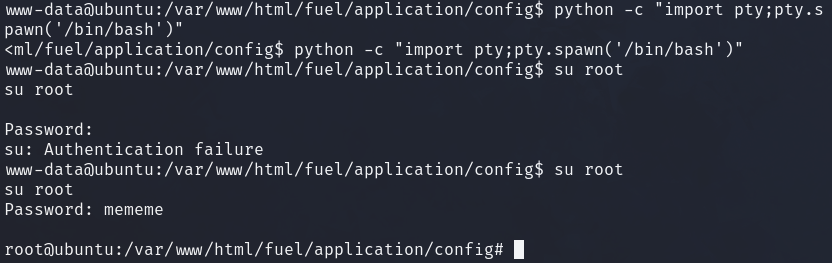 www-data@ubuntu:/var/www/html/fuel/application/config$ python -c "import pty;pty.s
pawn('/bin/bash')"
<ml/fuel/application/config$ python -c "import pty;pty.spawn('/bin/bash')"
www-data@ubuntu:/var/www/html/fuel/application/config$ su root
su root

Password:
su: Authentication failure
www-data@ubuntu:/var/www/html/fuel/application/config$ su root
su root
Password: mememe

root@ubuntu:/var/www/html/fuel/application/config#